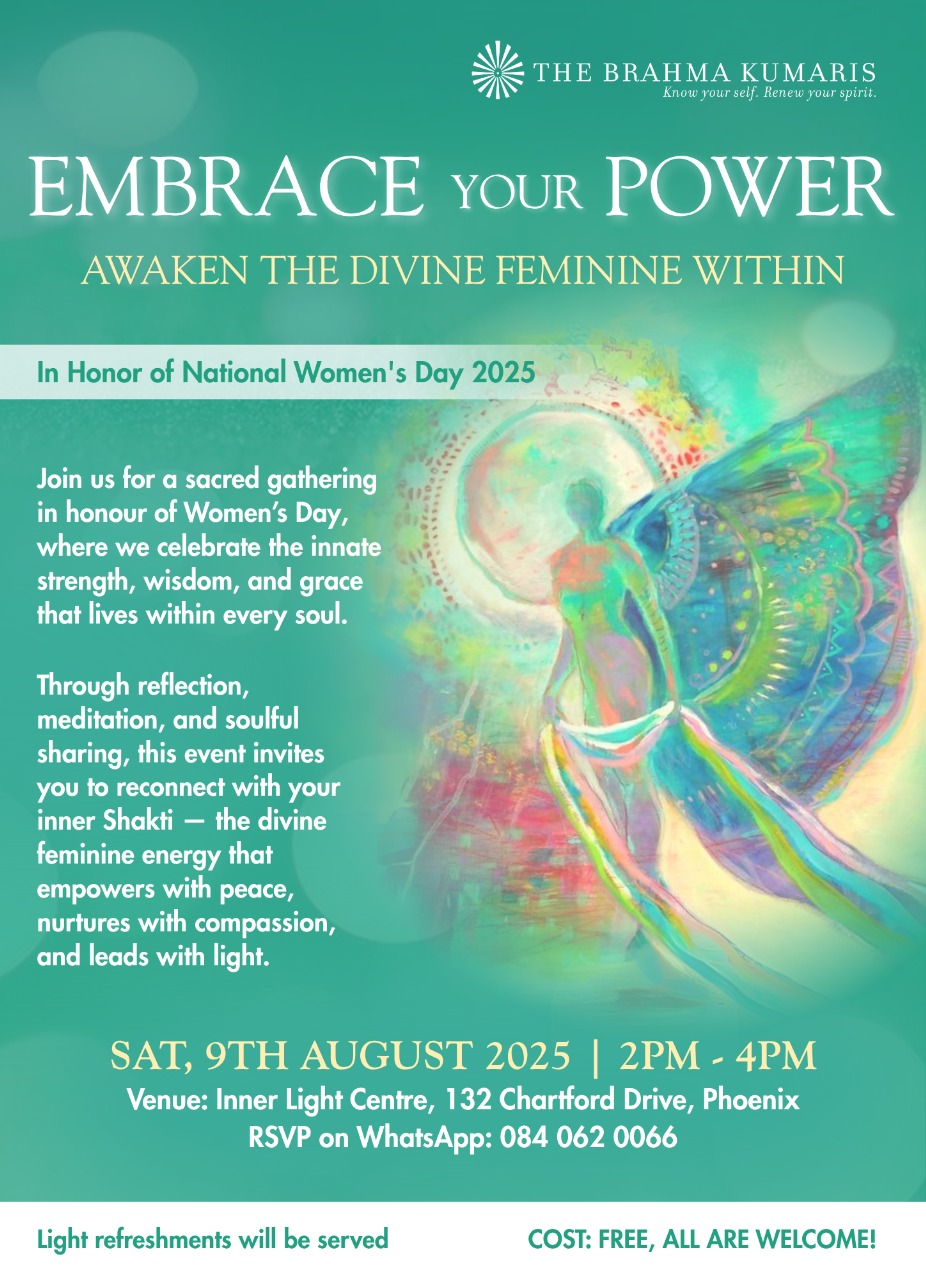 THE BRAHMA KUMARIS
Know your self. Renew your spirit.
EMBRACE YOUR POWER
AWAKEN THE DIVINE FEMININE WITHIN
In Honor of National Women's Day 2025
Join us for a sacred gathering
in honour of Women’s Day,
where we celebrate the innate
strength, wisdom, and grace
that lives within every soul.
Through reflection,
meditation, and soulful
sharing, this event invites
you to reconnect with your
inner Shakti — the divine
feminine energy that
empowers with peace,
nurtures with compassion,
and leads with light.
SAT, 9TH AUGUST 2025 | 2PM - 4PM
Venue: Inner Light Centre, 132 Chartford Drive, Phoenix
RSVP on WhatsApp: 084 062 0066
Light refreshments will be served
COST: FREE, ALL ARE WELCOME!